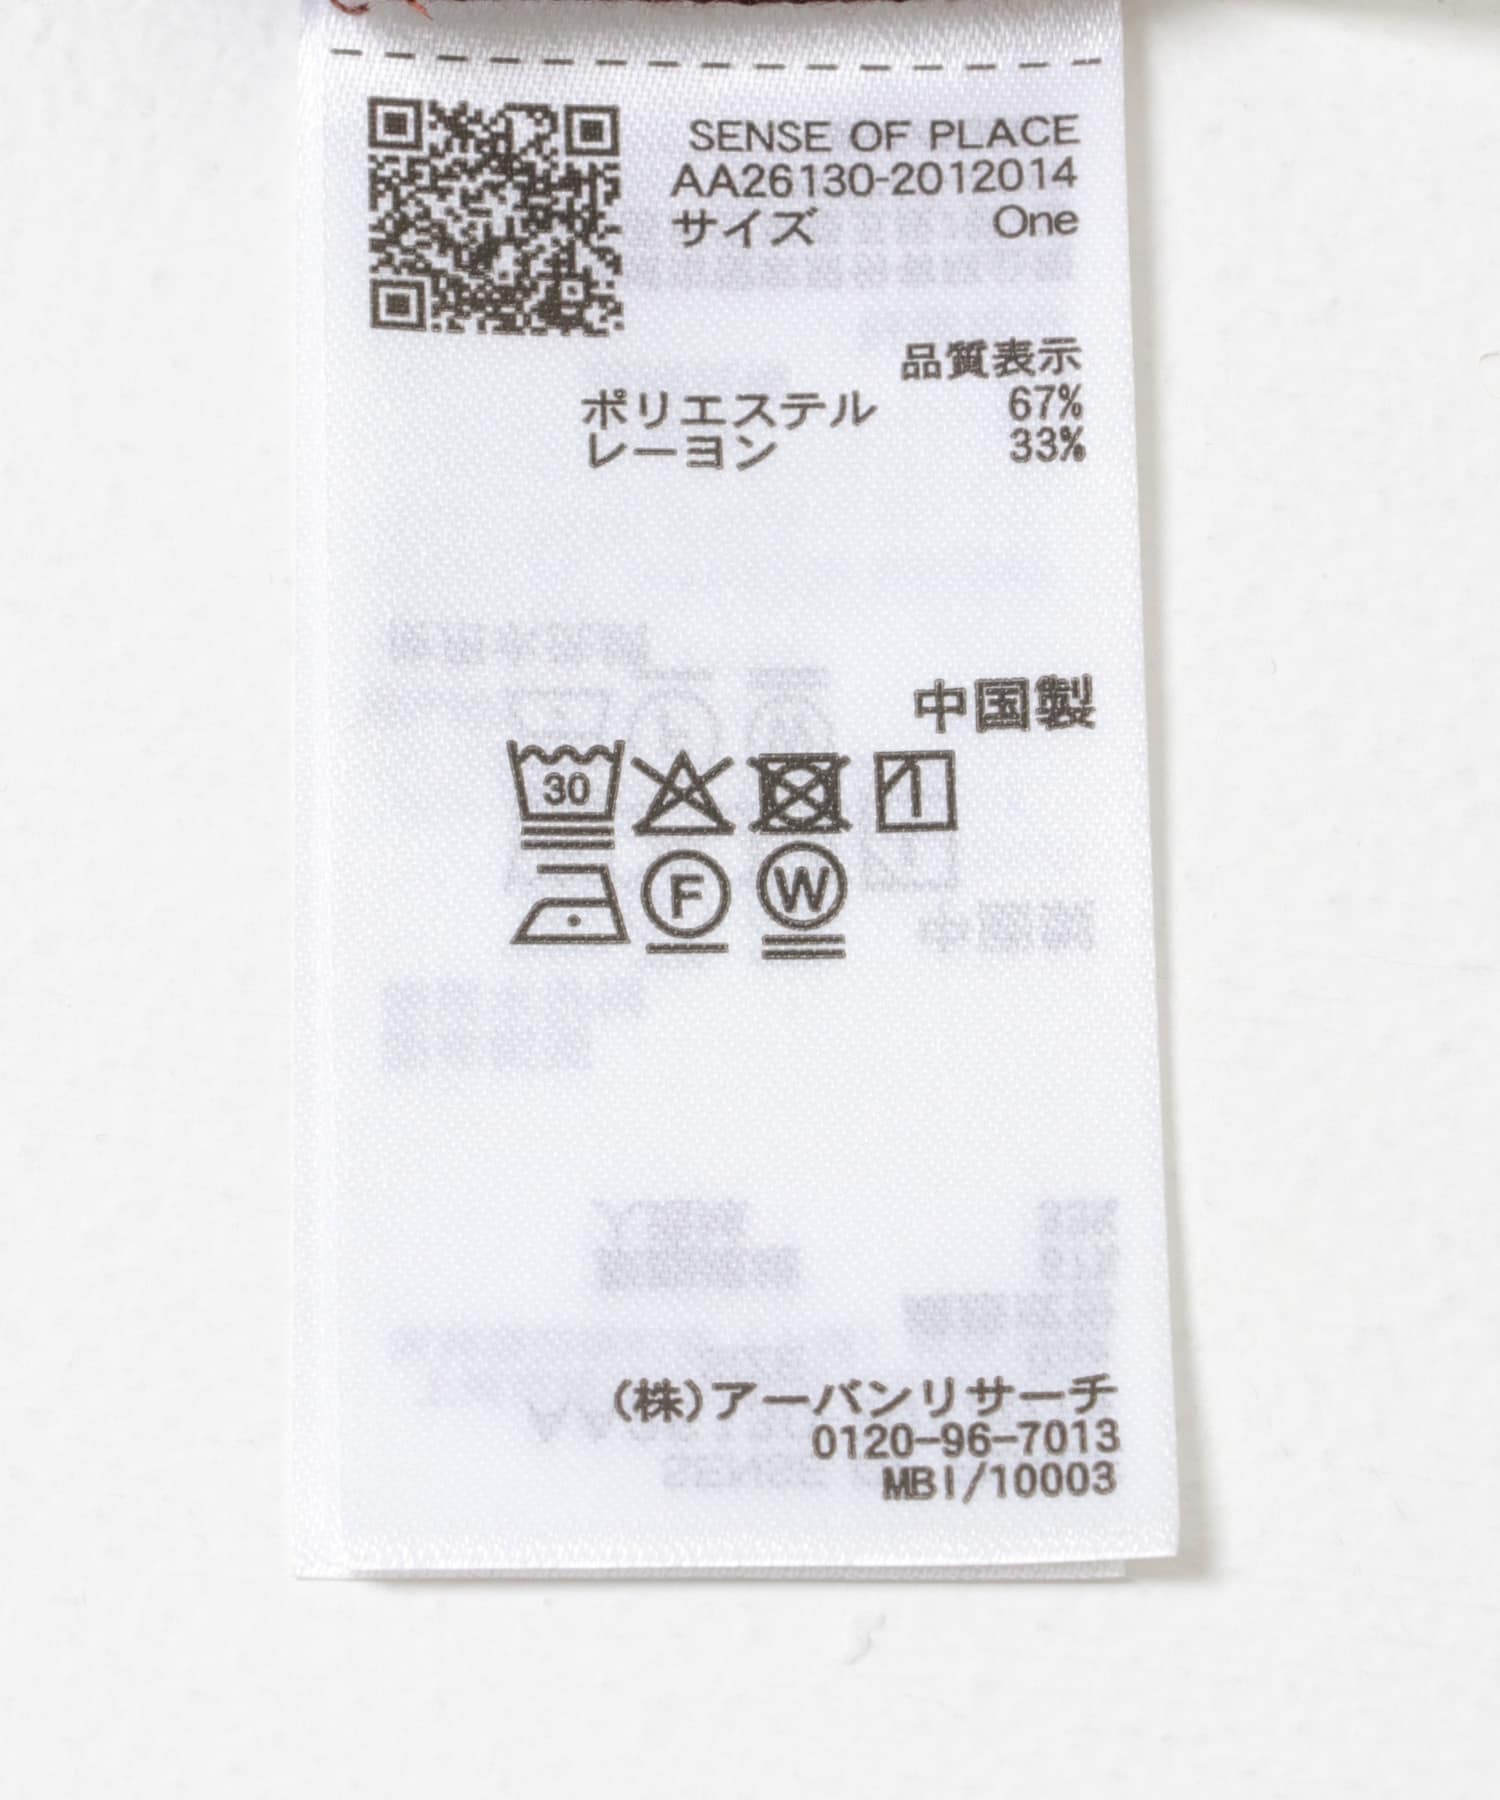 SENSE OF PLACE
AA26130-2012014
サイズ One
品質表示
ポリエステル 67%
レーヨン 33%
中国製
30
F W
(株)アーバンリサーチ
0120-96-7013
MBI/10003